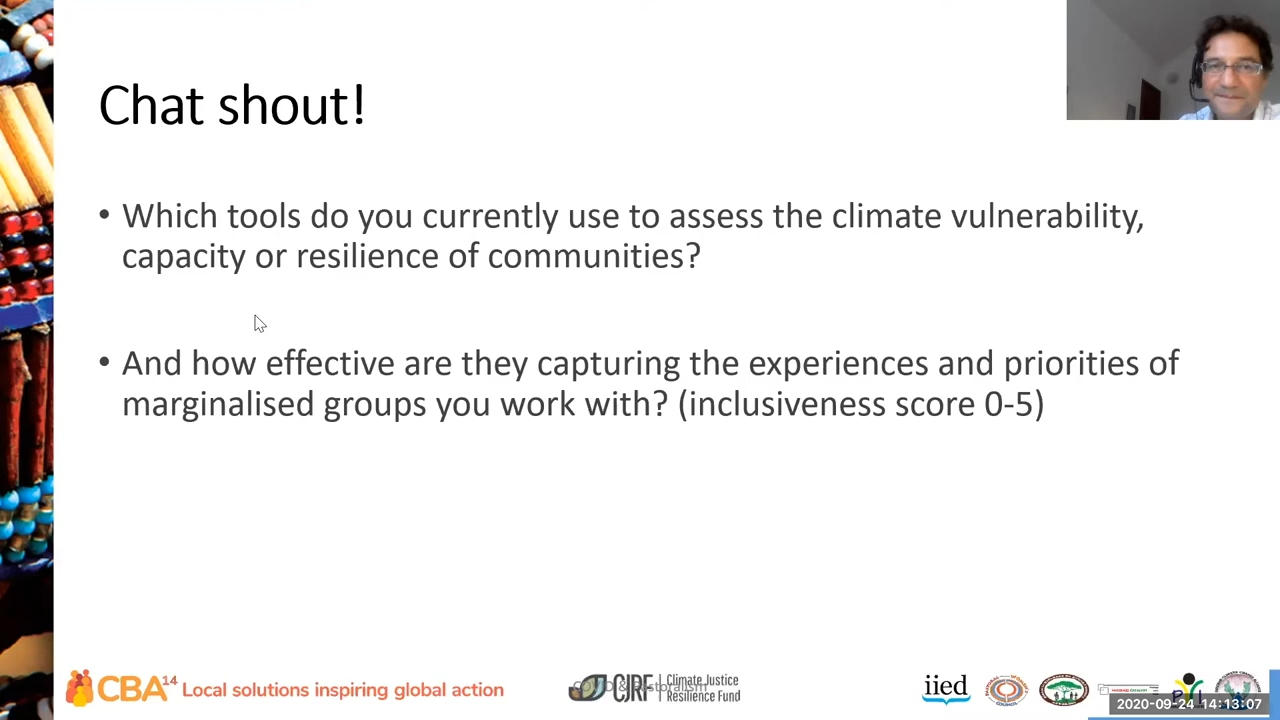 Chat shout!
• Which tools do you currently use to assess the climate vulnerability,
capacity or resilience of communities?
• And how effective are they capturing the experiences and priorities of
marginalised groups you work with? (inclusiveness score 0-5)
CBA14 Local solutions inspiring global action
CJRF Climate Justice
Resilience Fund
iied
2020-09-24 14:13:07